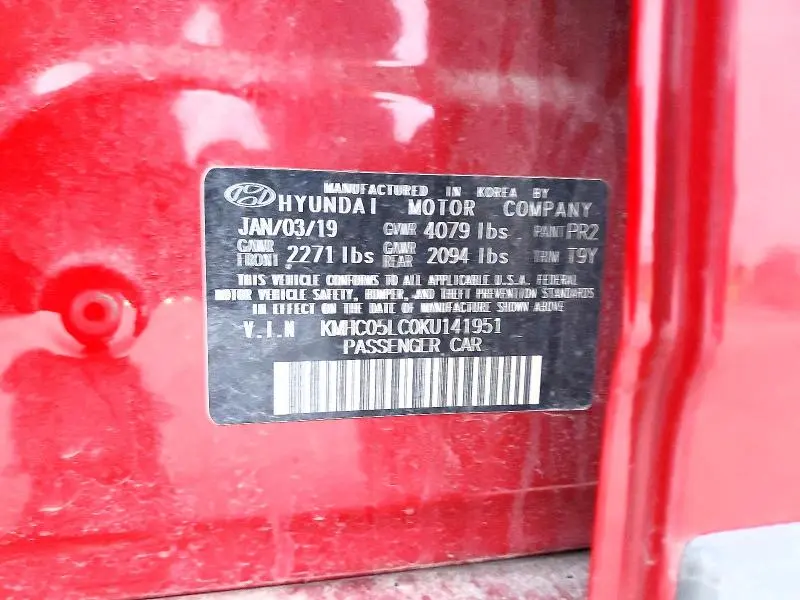 MANUFACTURED IN KOREA BY
HYUNDAI MOTOR COMPANY
JAN/03/19 GVWR 4079 lbs PAINT PR2
GAWR FRONT 2271 lbs GAWR REAR 2094 lbs TRIM T9Y
THIS VEHICLE CONFORMS TO ALL APPLICABLE U.S.A. FEDERAL
MOTOR VEHICLE SAFETY, BUMPER, AND THEFT PREVENTION STANDARDS
IN EFFECT ON THE DATE OF MANUFACTURE SHOWN ABOVE
V.I.N KMHC05LC0KU141951
PASSENGER CAR